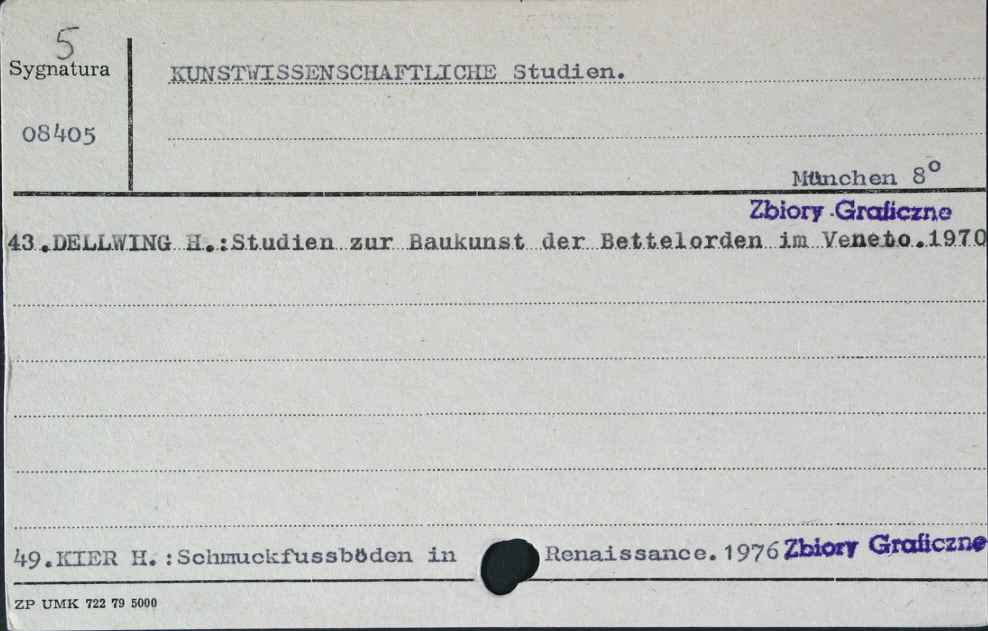 5
Sygnatura
KUNSTWISSENSCHAFTLICHE Studien.
08405
München 8°
Zbiory Graficzne
43.DELLWING H.:Studien zur Baukunst der Bettelorden im Veneto.1970
49.KIER H.:Schmuckfussböden in Renaissance.1976 Zbiory Graficzne
ZP UMK 722 79 5000